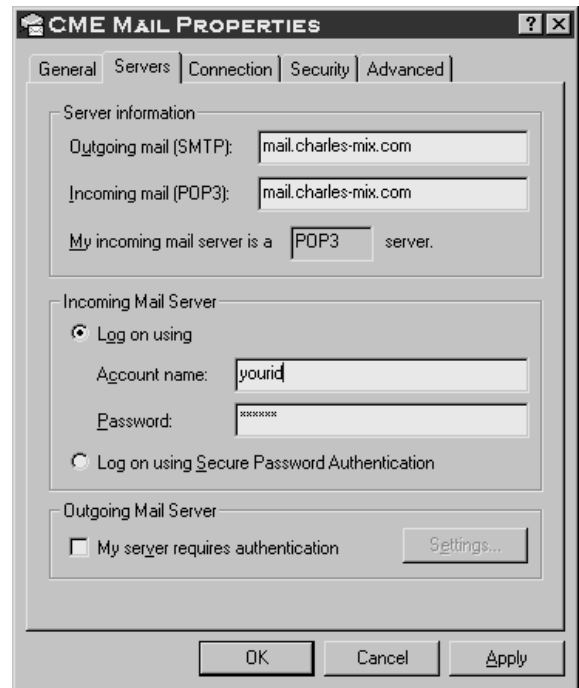 CME MAIL PROPERTIES ? X
General Servers Connection Security Advanced
Server information
Outgoing mail (SMTP): mail.charles-mix.com
Incoming mail (POP3): mail.charles-mix.com
My incoming mail server is a POP3 server.
Incoming Mail Server
Log on using
Account name: yourid
Password: ******
Log on using Secure Password Authentication
Outgoing Mail Server
My server requires authentication Settings...
OK Cancel Apply